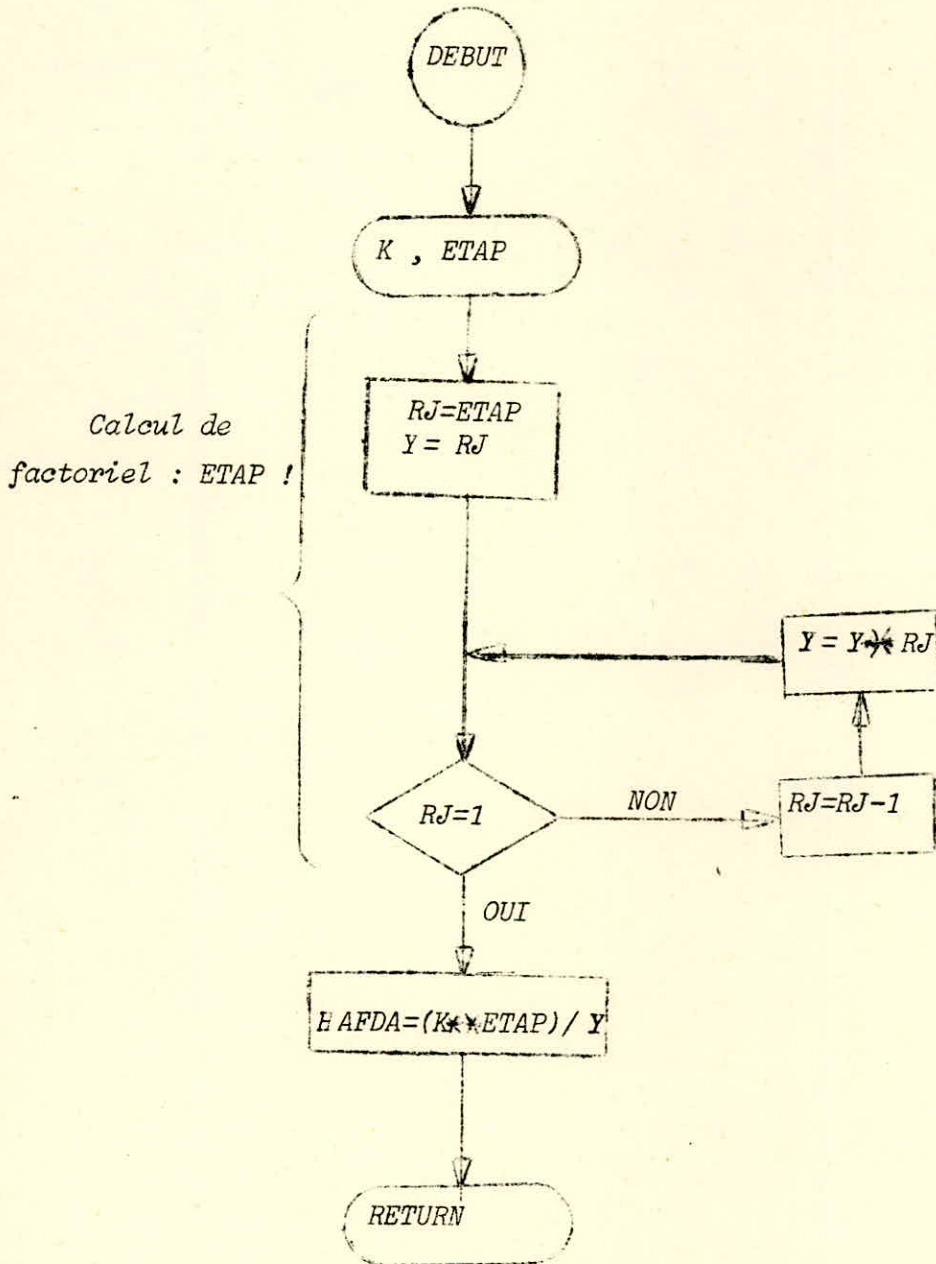 DEBUT
K , ETAP
Calcul de
factoriel : ETAP !
RJ=ETAP
Y = RJ
Y = Y * RJ
RJ=1
NON
RJ=RJ-1
OUI
HAFDA=(K**ETAP)/ Y
RETURN